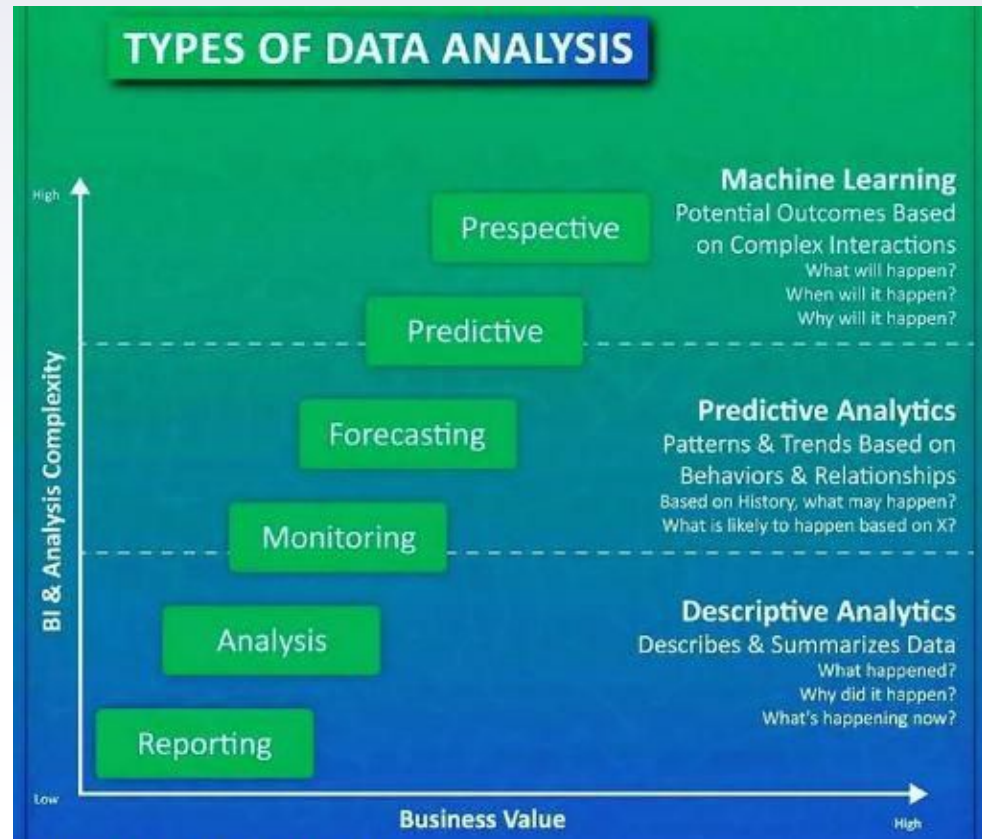 TYPES OF DATA ANALYSIS
High
Machine Learning
Potential Outcomes Based
on Complex Interactions
What will happen?
When will it happen?
Why will it happen?
Prespective
Predictive
Predictive Analytics
Patterns & Trends Based on
Behaviors & Relationships
Based on History, what may happen?
What is likely to happen based on X?
Forecasting
Monitoring
BI & Analysis Complexity
Descriptive Analytics
Describes & Summarizes Data
What happened?
Why did it happen?
What's happening now?
Analysis
Reporting
Low
Business Value
High